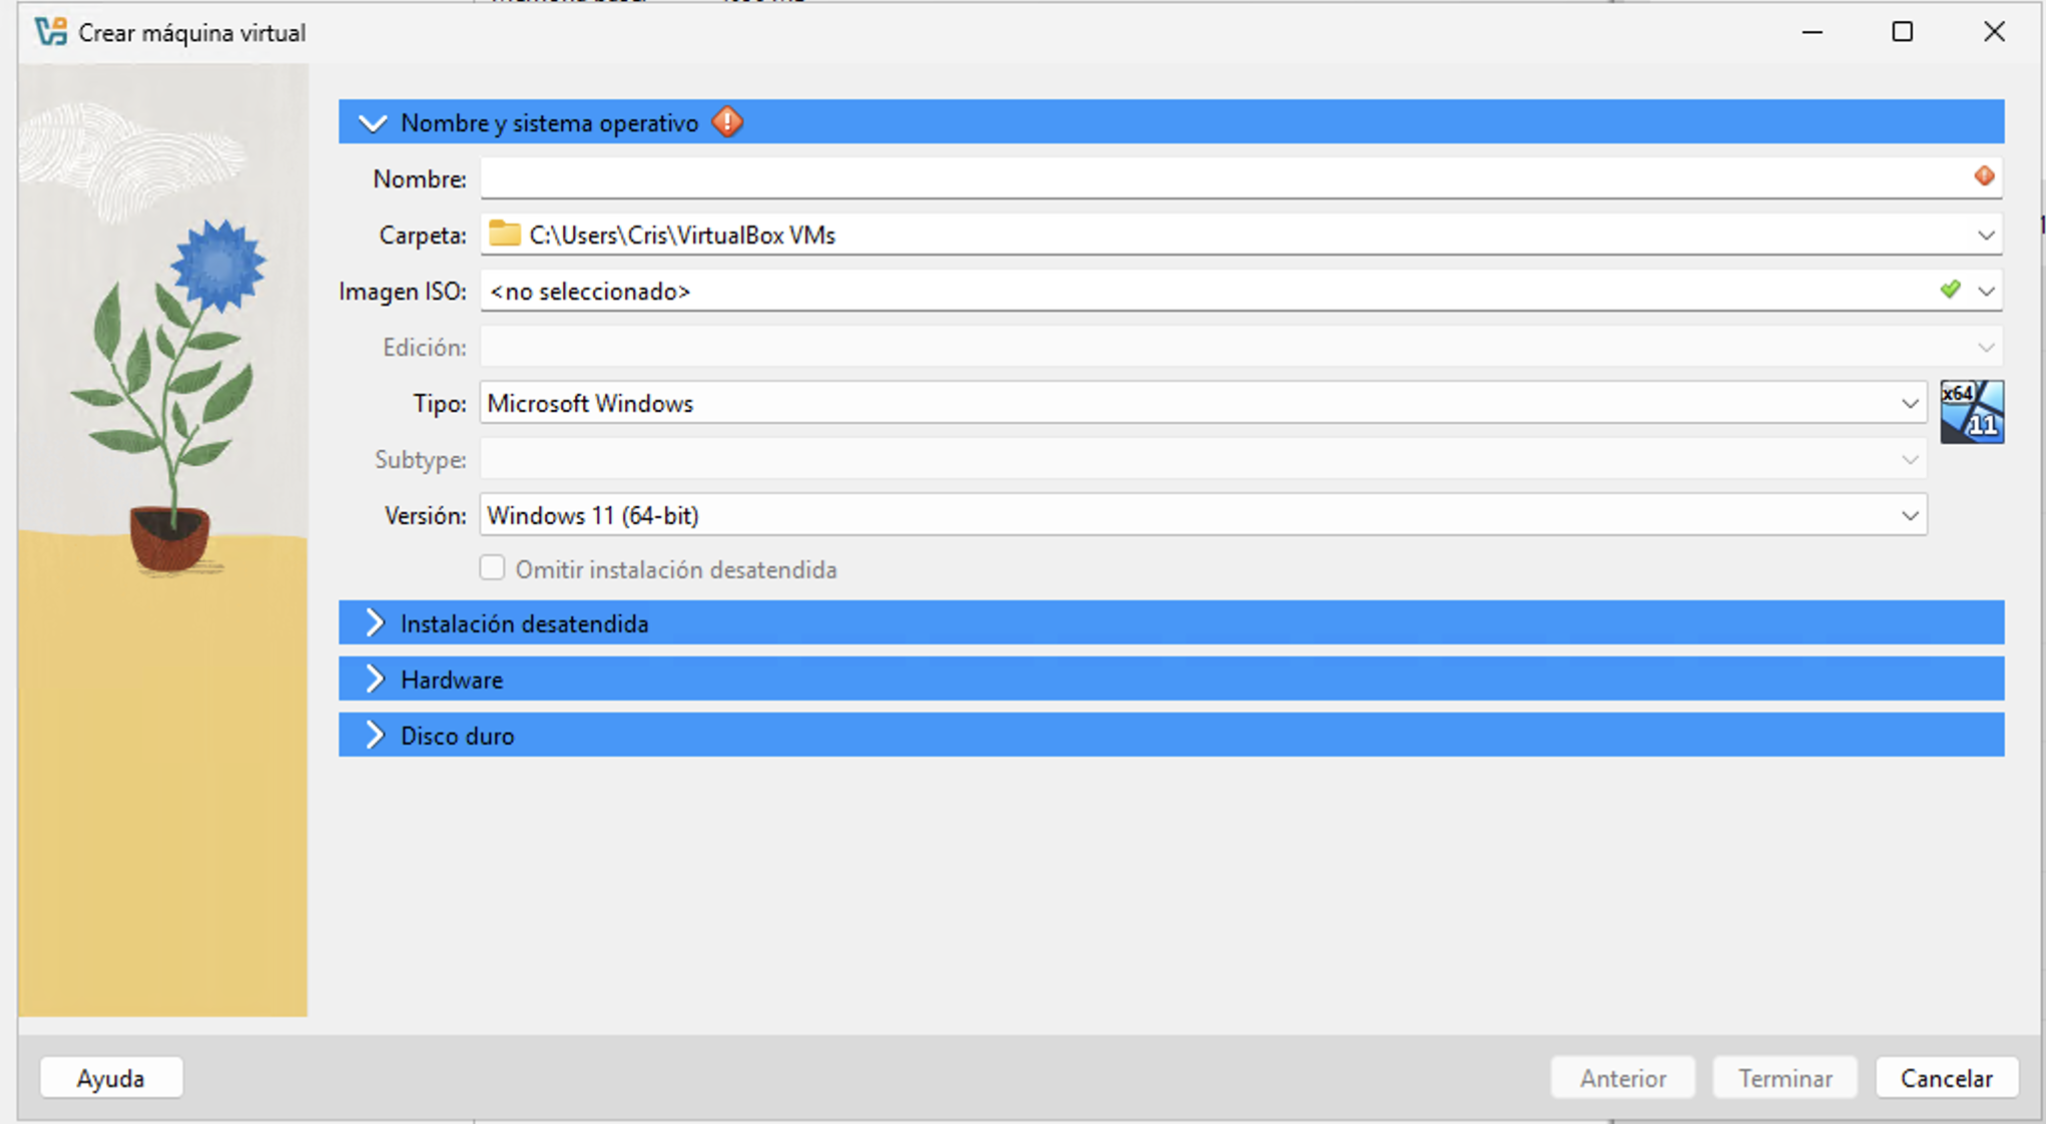 Crear máquina virtual
Nombre y sistema operativo
Nombre:
Carpeta: C:\Users\Cris\VirtualBox VMs
Imagen ISO: <no seleccionado>
Edición:
Tipo: Microsoft Windows
x64
11
Subtype:
Versión: Windows 11 (64-bit)
Omitir instalación desatendida
Instalación desatendida
Hardware
Disco duro
Ayuda Anterior Terminar Cancelar